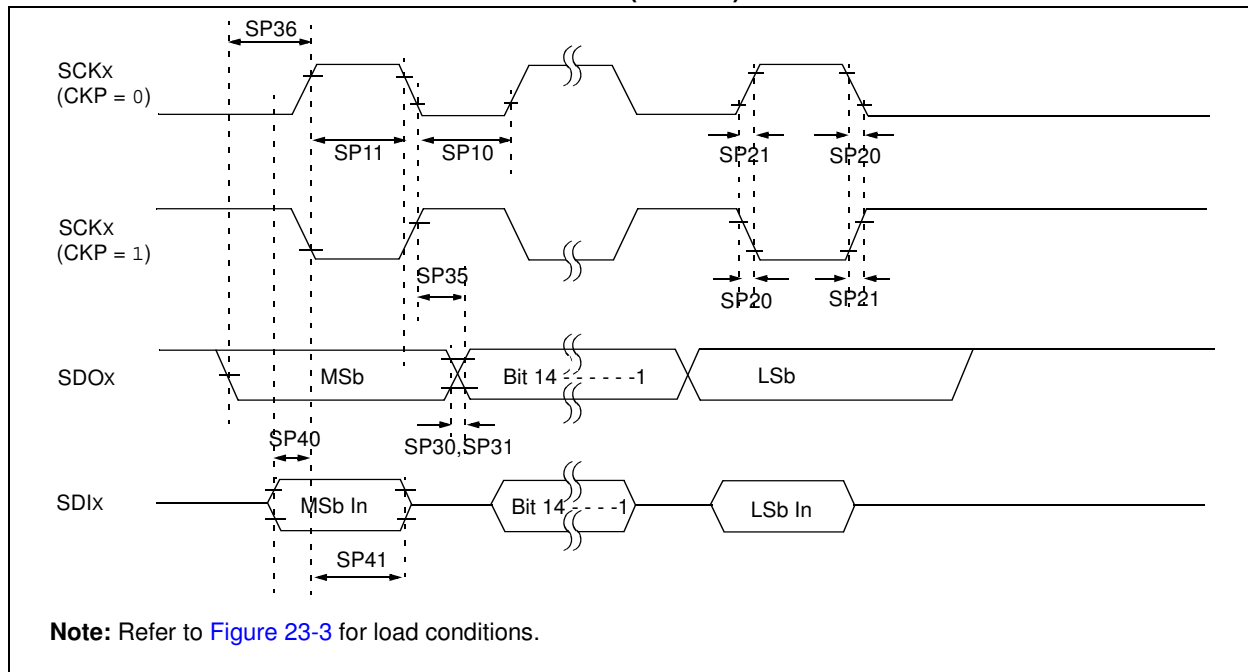 SP36
SCKx
(CKP = 0)
SP11
SP10
SP21
SP20
SCKx
(CKP = 1)
SP35
SP20
SP21
SDOx
MSb
Bit 14 - - - - - -1
LSb
SP40
SP30,SP31
SDIx
MSb In
Bit 14 - - - -1
LSb In
SP41
Note: Refer to Figure 23-3 for load conditions.